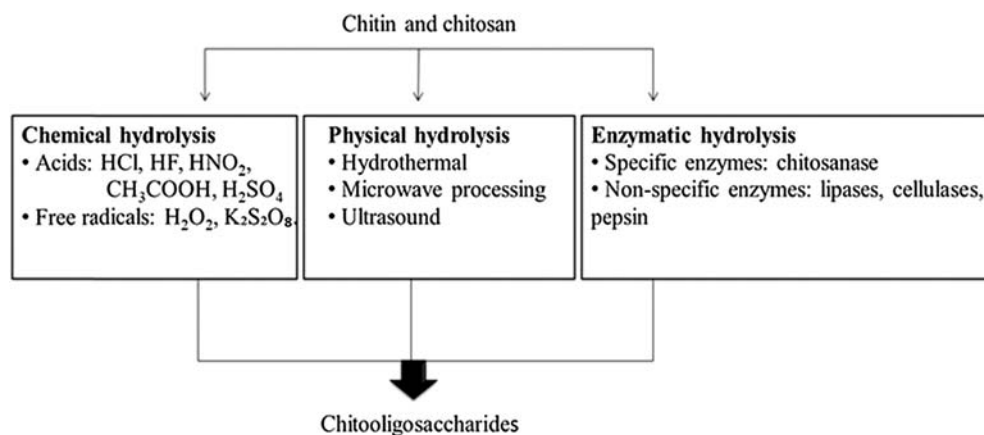 Chitin and chitosan
Chemical hydrolysis
• Acids: HCl, HF, HNO₂,
CH₃COOH, H₂SO₄
• Free radicals: H₂O₂, K₂S₂O₈.
Physical hydrolysis
• Hydrothermal
• Microwave processing
• Ultrasound
Enzymatic hydrolysis
• Specific enzymes: chitosanase
• Non-specific enzymes: lipases, cellulases,
pepsin
Chitooligosaccharides